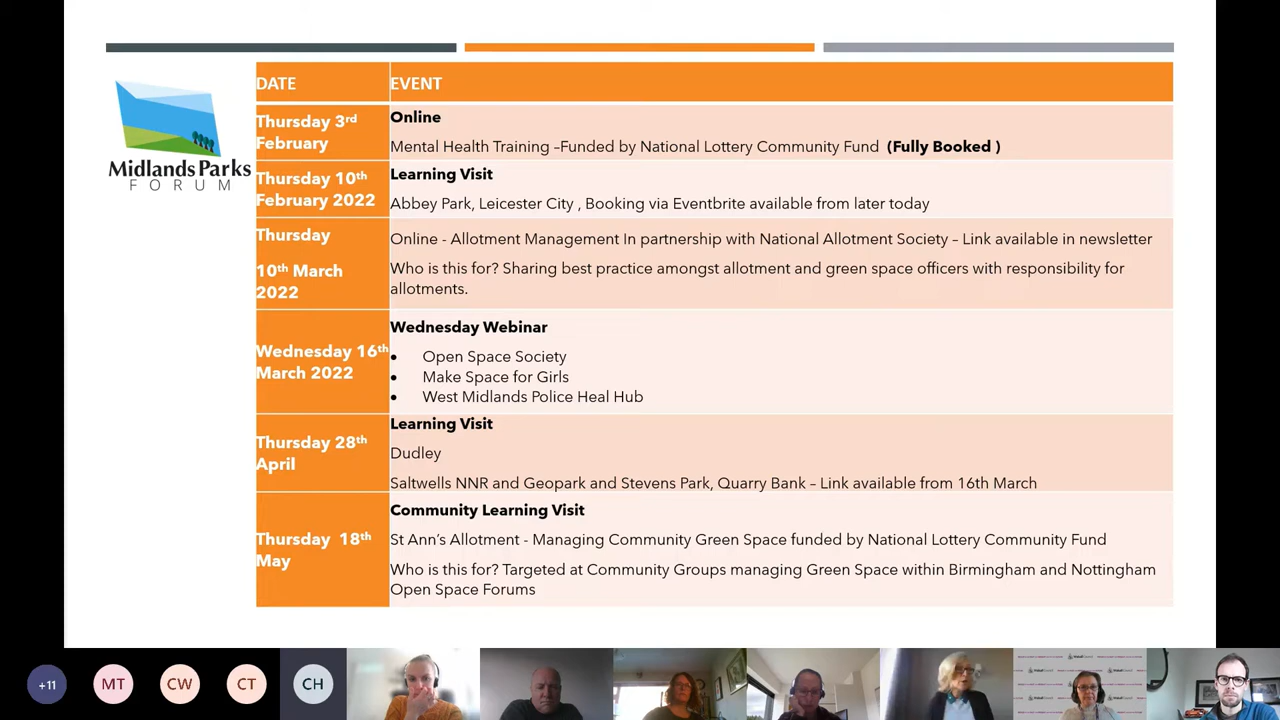 DATE
EVENT
Thursday 3rd
February
Online
Mental Health Training –Funded by National Lottery Community Fund (Fully Booked )
Midlands Parks
FORUM
Thursday 10th
February 2022
Learning Visit
Abbey Park, Leicester City , Booking via Eventbrite available from later today
Thursday
10th March
2022
Online - Allotment Management In partnership with National Allotment Society – Link available in newsletter
Who is this for? Sharing best practice amongst allotment and green space officers with responsibility for
allotments.
Wednesday 16th
March 2022
Wednesday Webinar
• Open Space Society
• Make Space for Girls
• West Midlands Police Heal Hub
Thursday 28th
April
Learning Visit
Dudley
Saltwells NNR and Geopark and Stevens Park, Quarry Bank – Link available from 16th March
Thursday 18th
May
Community Learning Visit
St Ann's Allotment - Managing Community Green Space funded by National Lottery Community Fund
Who is this for? Targeted at Community Groups managing Green Space within Birmingham and Nottingham
Open Space Forums
+11
MT
CW
CT
CH